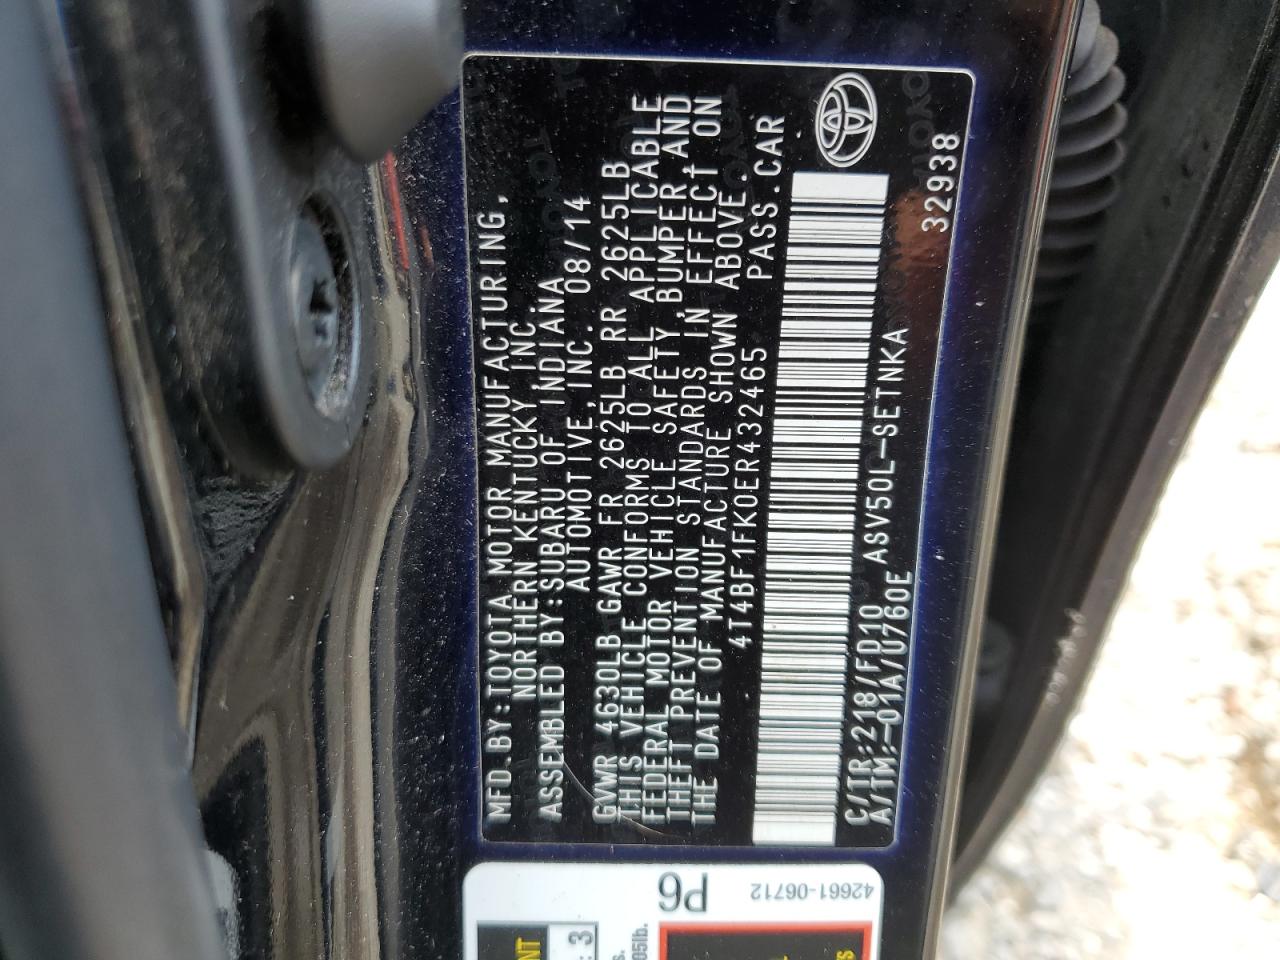 MFD.BY:TOYOTA MOTOR MANUFACTURING,
NORTHERN KENTUCKY INC.
ASSEMBLED BY:SUBARU OF INDIANA
AUTOMOTIVE INC. 08/14
GVWR 4630LB GAWR FR 2625LB RR 2625LB
THIS VEHICLE CONFORMS TO ALL APPLICABLE
FEDERAL MOTOR VEHICLE SAFETY,BUMPER,AND
THEFT PREVENTION STANDARDS IN EFFECT ON
THE DATE OF MANUFACTURE SHOWN ABOVE.
4T4BF1FK0ER432465 PASS.CAR
C/TR:218/FD10 ASV50L-SETNKA
A/TM:-01A/U760E
32938
P6
42661-06712
: 3
05lb.